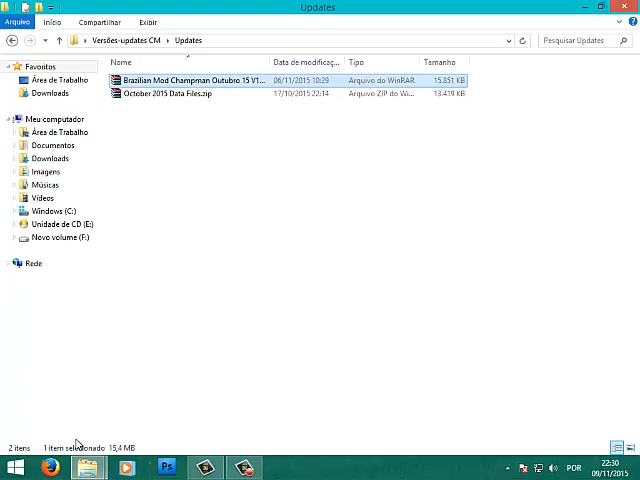 Updates
Arquivo Início Compartilhar Exibir
Versões-updates CM Updates Pesquisar Updates
Nome Data de modificaç... Tipo Tamanho
Brazilian Mod Champman Outubro 15 V1... 06/11/2015 10:29 Arquivo do WinRAR 15.851 KB
October 2015 Data Files.zip 17/10/2015 22:14 Arquivo ZIP do Wi... 13.419 KB
Favoritos
Área de Trabalho
Downloads
Meu computador
Área de Trabalho
Documentos
Downloads
Imagens
Músicas
Vídeos
Windows (C:)
Unidade de CD (E:)
Novo volume (F:)
Rede
2 itens 1 item selecionado 15,4 MB
Ps POR 22:30
09/11/2015